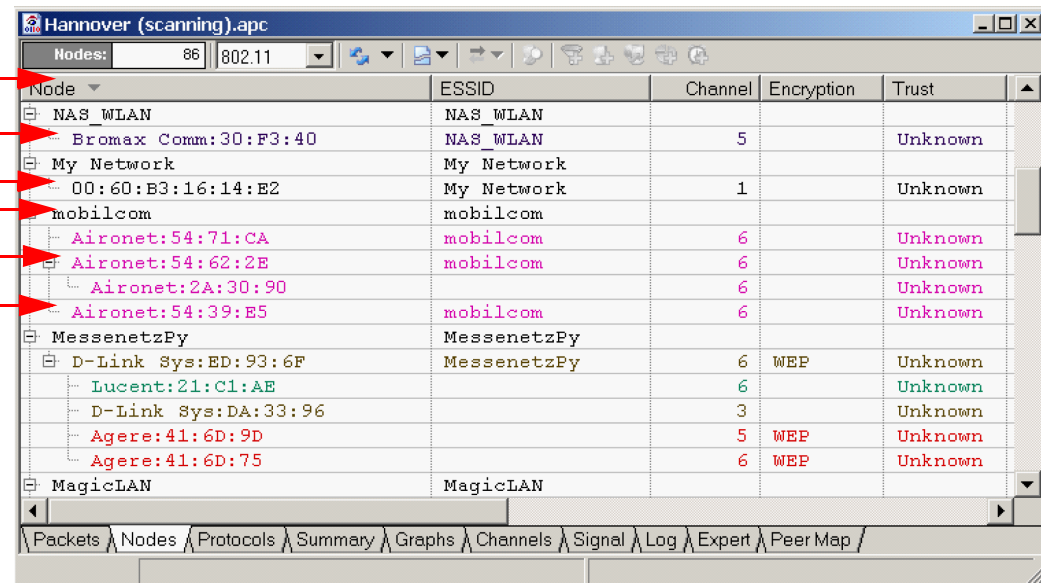 Hannover (scanning).apc
Nodes: 86 802.11
Node ESSID Channel Encryption Trust
NAS_WLAN NAS_WLAN
Bromax Comm:30:F3:40 NAS_WLAN 5 Unknown
My Network My Network
00:60:B3:16:14:E2 My Network 1 Unknown
mobilcom mobilcom
Aironet:54:71:CA mobilcom 6 Unknown
Aironet:54:62:2E mobilcom 6 Unknown
Aironet:2A:30:90 6 Unknown
Aironet:54:39:E5 mobilcom 6 Unknown
MessenetzPy MessenetzPy
D-Link Sys:ED:93:6F MessenetzPy 6 WEP Unknown
Lucent:21:C1:AE 6 Unknown
D-Link Sys:DA:33:96 3 Unknown
Agere:41:6D:9D 5 WEP Unknown
Agere:41:6D:75 6 WEP Unknown
MagicLAN MagicLAN
Packets Nodes Protocols Summary Graphs Channels Signal Log Expert Peer Map